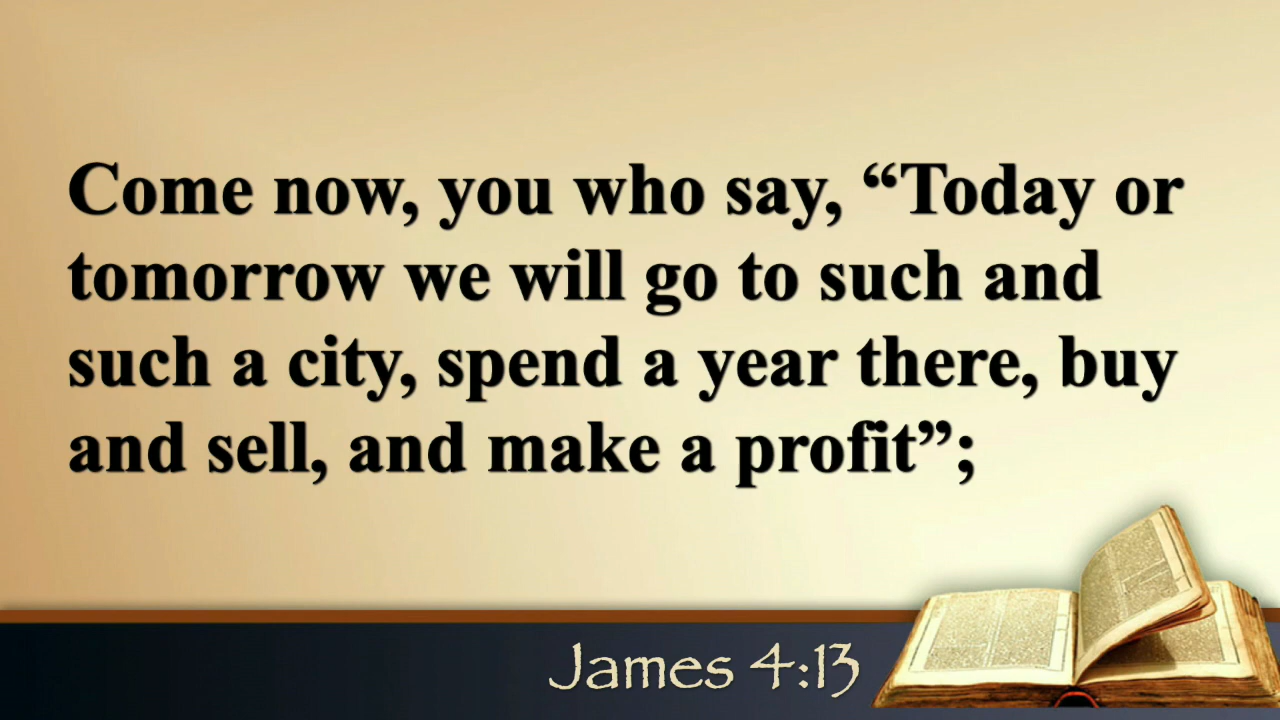 Come now, you who say, “Today or
tomorrow we will go to such and
such a city, spend a year there, buy
and sell, and make a profit”;
James 4:13